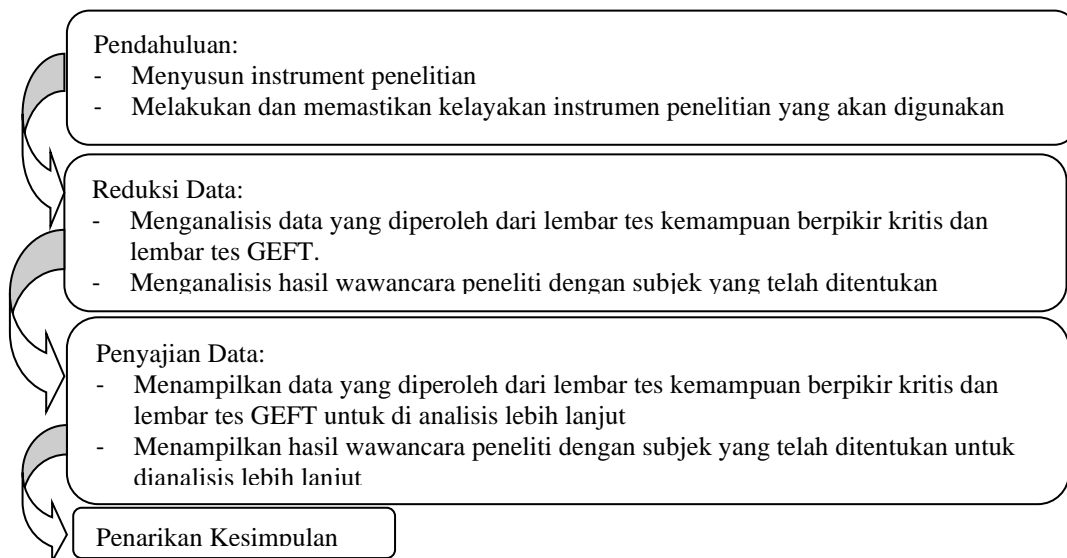 Pendahuluan:
- Menyusun instrument penelitian
- Melakukan dan memastikan kelayakan instrumen penelitian yang akan digunakan
Reduksi Data:
- Menganalisis data yang diperoleh dari lembar tes kemampuan berpikir kritis dan
lembar tes GEFT.
- Menganalisis hasil wawancara peneliti dengan subjek yang telah ditentukan
Penyajian Data:
- Menampilkan data yang diperoleh dari lembar tes kemampuan berpikir kritis dan
lembar tes GEFT untuk di analisis lebih lanjut
- Menampilkan hasil wawancara peneliti dengan subjek yang telah ditentukan untuk
dianalisis lebih lanjut
Penarikan Kesimpulan